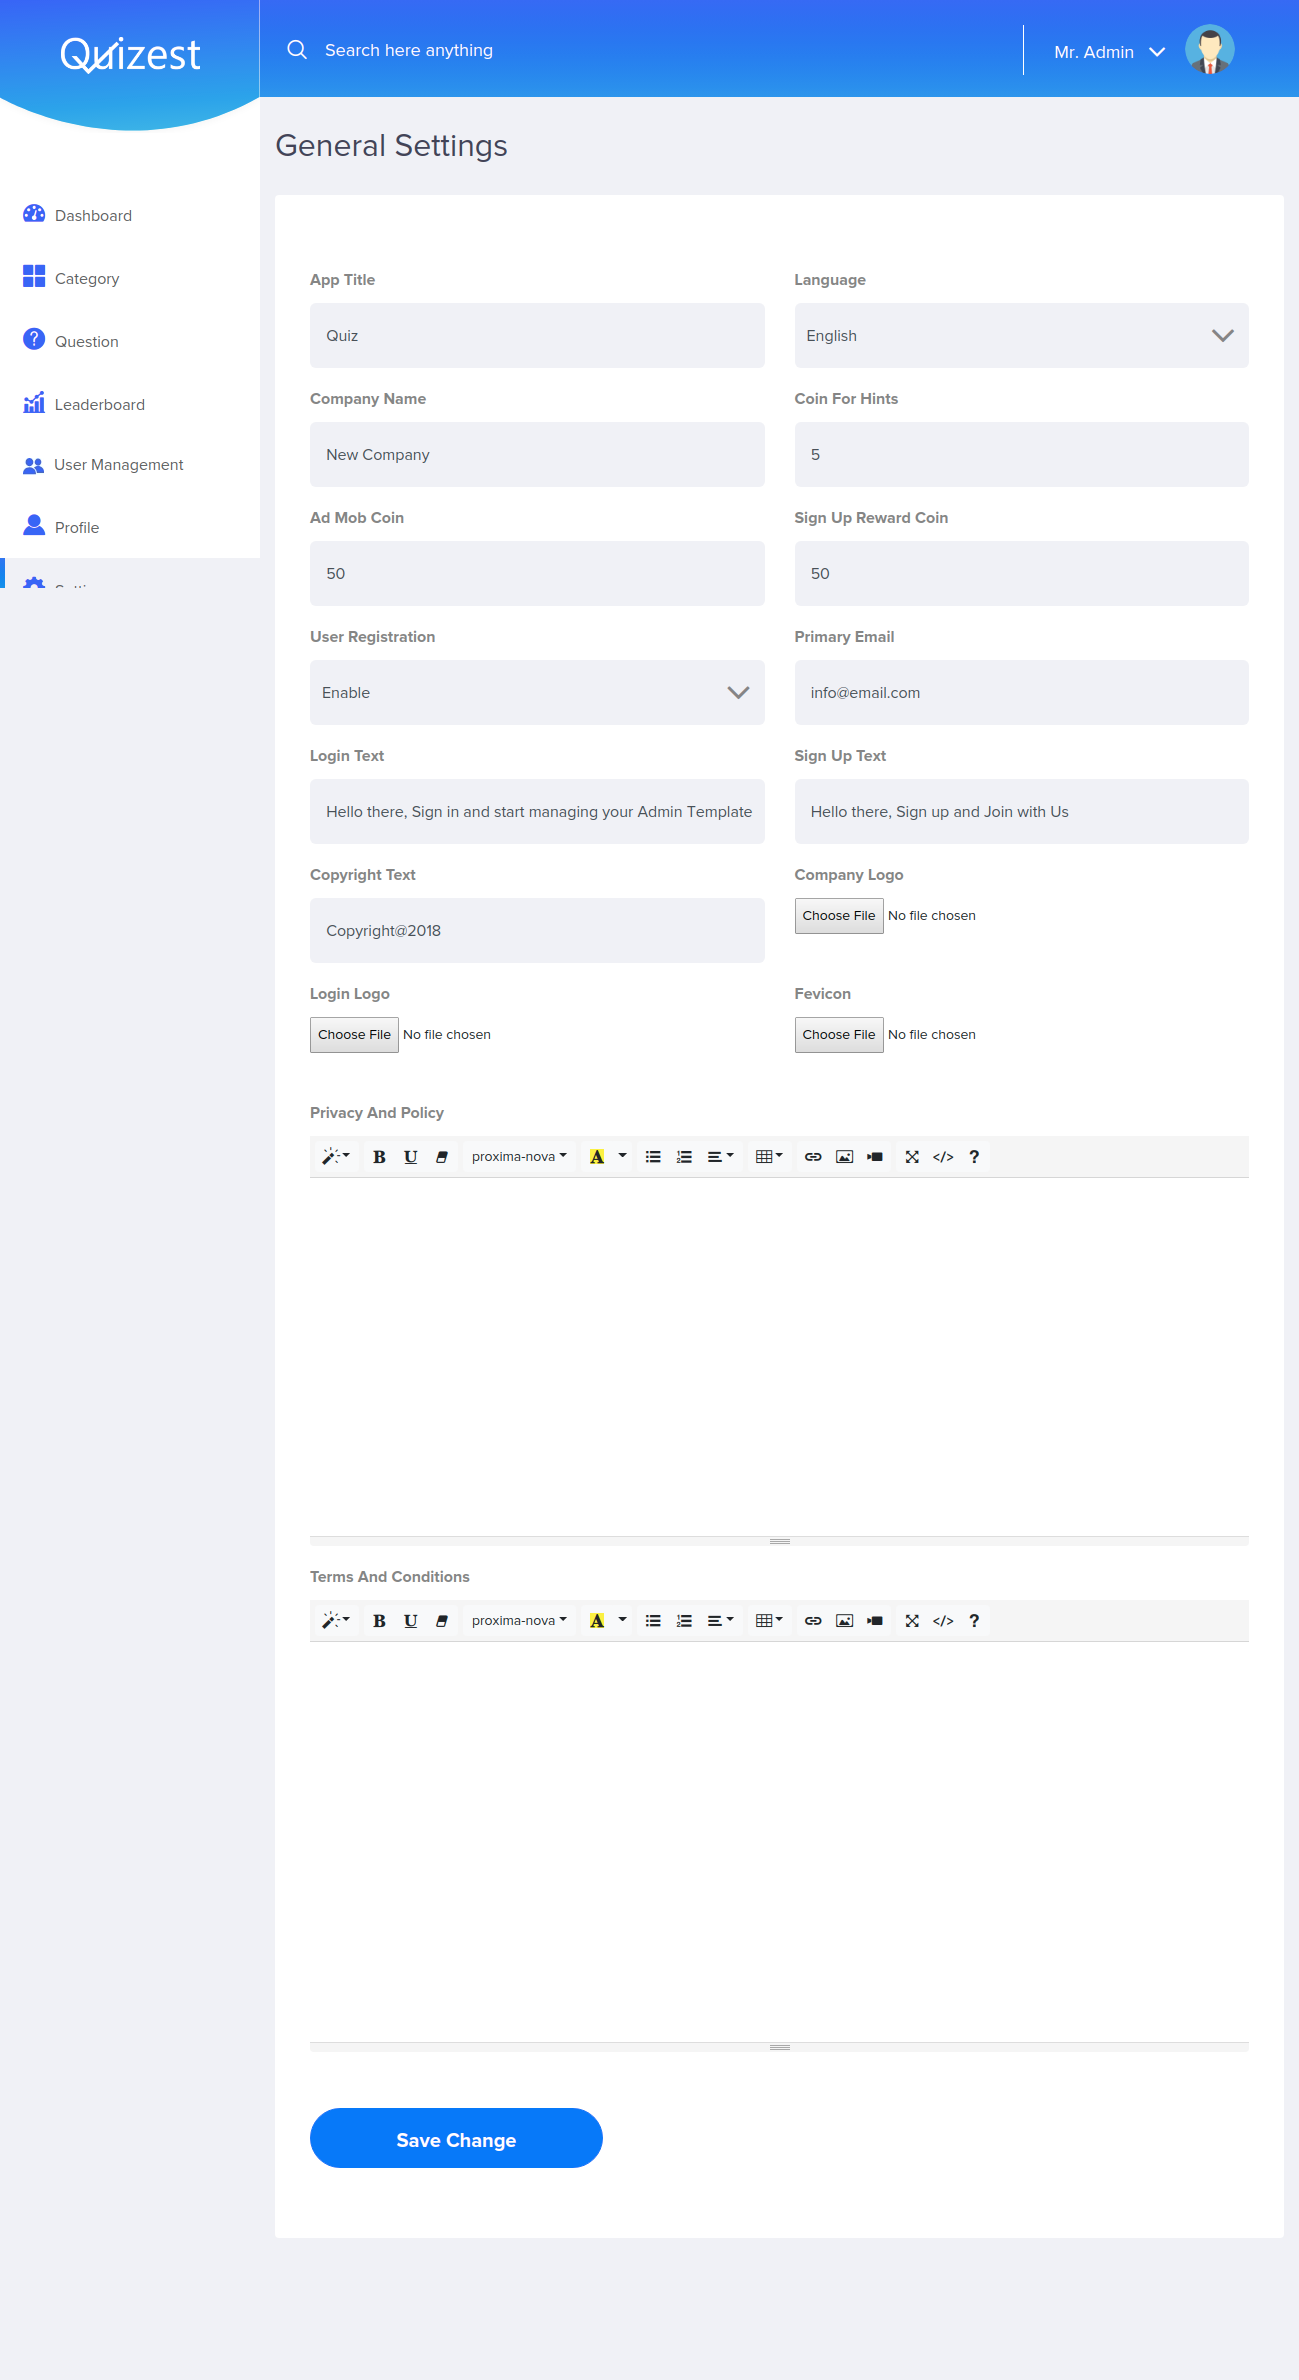 Quizest
Search here anything
Mr. Admin
General Settings
Dashboard
Category
Question
Leaderboard
User Management
Profile
App Title
Quiz
Language
English
Company Name
New Company
Coin For Hints
5
Ad Mob Coin
50
Sign Up Reward Coin
50
User Registration
Enable
Primary Email
info@email.com
Login Text
Hello there, Sign in and start managing your Admin Template
Sign Up Text
Hello there, Sign up and Join with Us
Copyright Text
Copyright@2018
Company Logo
Choose File No file chosen
Login Logo
Choose File No file chosen
Fevicon
Choose File No file chosen
Privacy And Policy
B U proxima-nova A </> ?
Terms And Conditions
B U proxima-nova A </> ?
Save Change